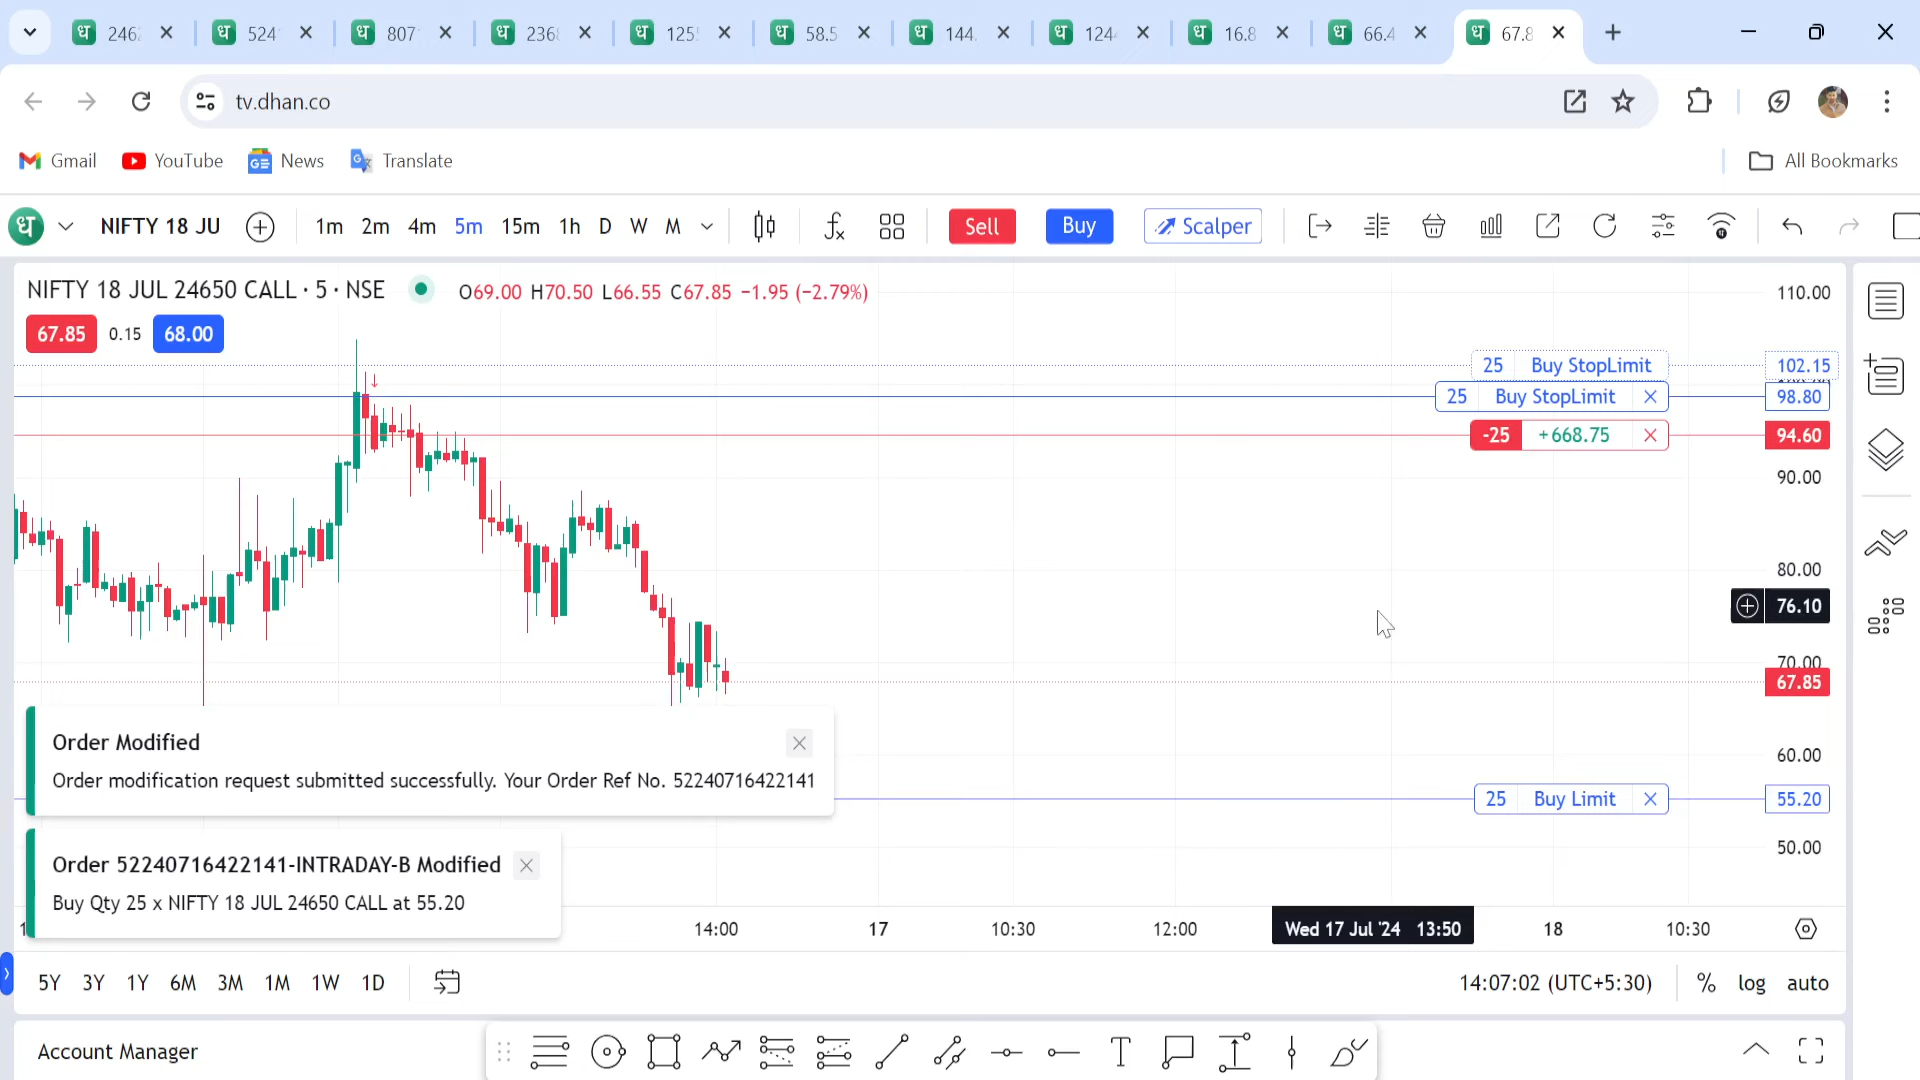 ध 246
ध 524
ध 807
ध 236
ध 125
ध 58.5
ध 144.
ध 124
ध 16.8
ध 66.4
ध 67.8
tv.dhan.co
Gmail YouTube GE News G Translate All Bookmarks
ध NIFTY 18 JU 1m 2m 4m 5m 15m 1h D W M Sell Buy Scalper
NIFTY 18 JUL 24650 CALL · 5 · NSE O69.00 H70.50 L66.55 C67.85 −1.95 (−2.79%)
110.00
67.85 0.15 68.00
25 Buy StopLimit 102.15
25 Buy StopLimit 98.80
-25 +668.75 94.60
90.00
80.00
76.10
70.00
67.85
60.00
Order Modified
Order modification request submitted successfully. Your Order Ref No. 52240716422141
25 Buy Limit 55.20
50.00
Order 52240716422141-INTRADAY-B Modified
Buy Qty 25 x NIFTY 18 JUL 24650 CALL at 55.20
14:00 17 10:30 12:00 Wed 17 Jul '24 13:50 18 10:30
5Y 3Y 1Y 6M 3M 1M 1W 1D 14:07:02 (UTC+5:30) % log auto
Account Manager T